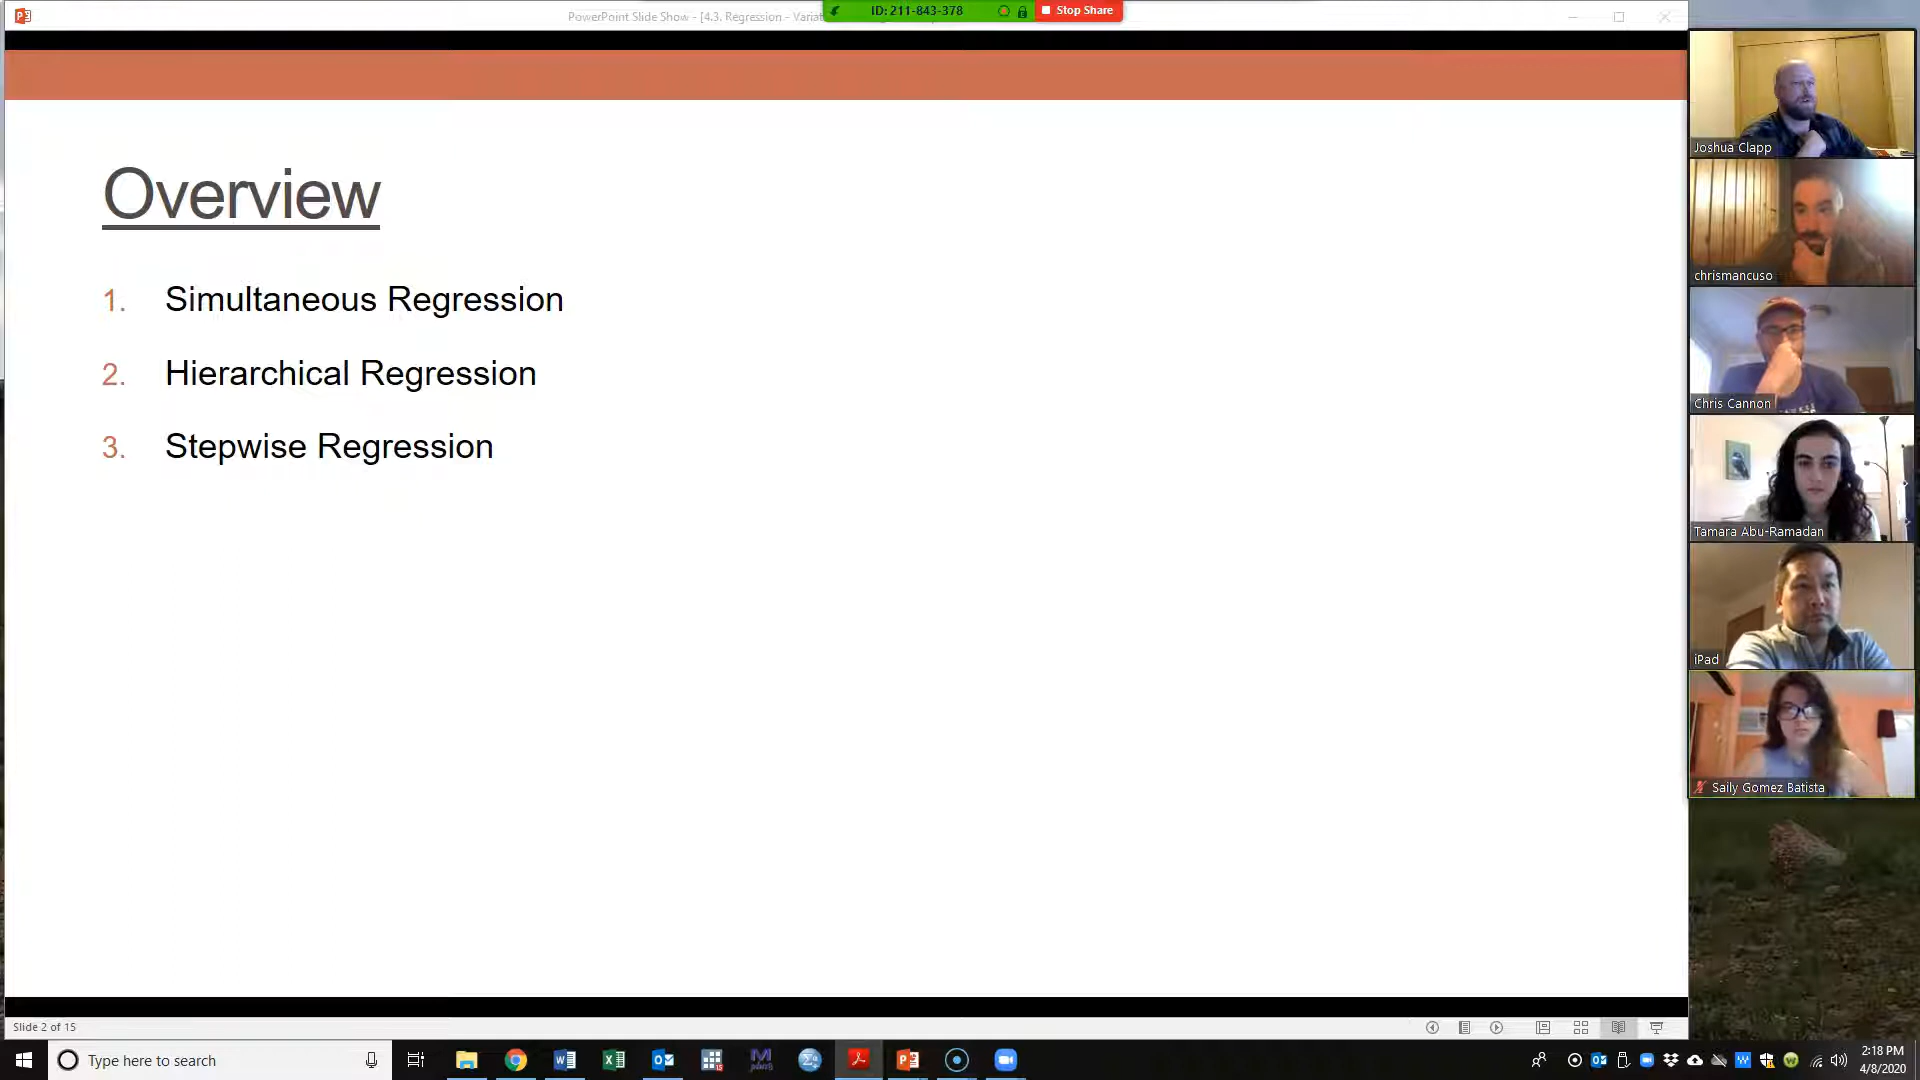 PowerPoint Slide Show - [4.3. Regression - Variat
ID: 211-843-378
Stop Share
Overview
1. Simultaneous Regression
2. Hierarchical Regression
3. Stepwise Regression
Joshua Clapp
chrismancuso
Chris Cannon
Tamara Abu-Ramadan
iPad
Saily Gomez Batista
Slide 2 of 15
Type here to search
2:18 PM
4/8/2020